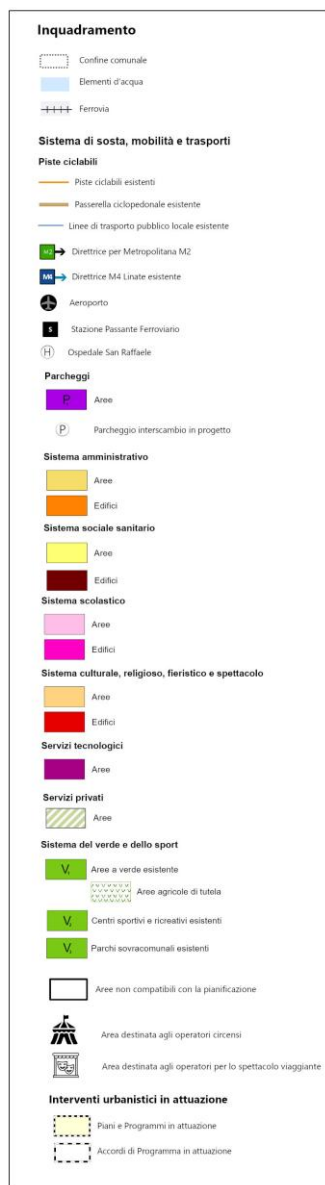 Inquadramento
Confine comunale
Elementi d'acqua
Ferrovia
Sistema di sosta, mobilità e trasporti
Piste ciclabili
Piste ciclabili esistenti
Passerella ciclopedonale esistente
Linee di trasporto pubblico locale esistente
M2 Direttrice per Metropolitana M2
M4 Direttrice M4 Linate esistente
Aeroporto
S Stazione Passante Ferroviario
H Ospedale San Raffaele
Parcheggi
P Aree
P Parcheggio interscambio in progetto
Sistema amministrativo
Aree
Edifici
Sistema sociale sanitario
Aree
Edifici
Sistema scolastico
Aree
Edifici
Sistema culturale, religioso, fieristico e spettacolo
Aree
Edifici
Servizi tecnologici
Aree
Servizi privati
Aree
Sistema del verde e dello sport
V Aree a verde esistente
Aree agricole di tutela
V Centri sportivi e ricreativi esistenti
V Parchi sovracomunali esistenti
Aree non compatibili con la pianificazione
Area destinata agli operatori circensi
Area destinata agli operatori per lo spettacolo viaggiante
Interventi urbanistici in attuazione
Piani e Programmi in attuazione
Accordi di Programma in attuazione